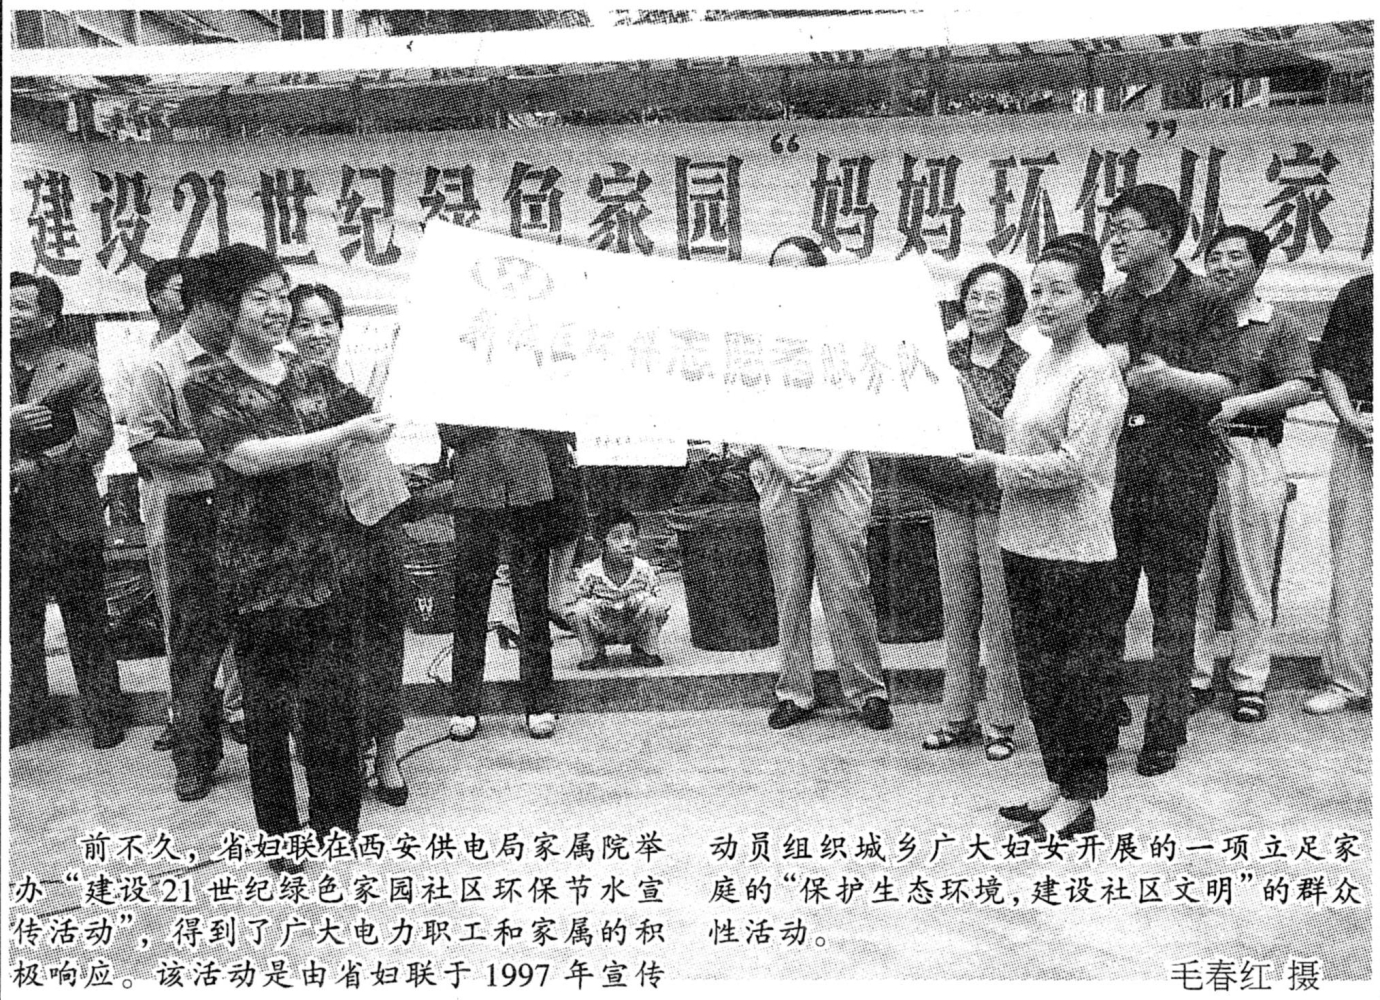 建设21世纪绿色家园“妈妈环保”从家
服务队
前不久，省妇联在西安供电局家属院举
办“建设21世纪绿色家园社区环保节水宣
传活动”，得到了广大电力职工和家属的积
极响应。该活动是由省妇联于1997年宣传
动员组织城乡广大妇女开展的一项立足家
庭的“保护生态环境，建设社区文明”的群众
性活动。
毛春红 摄